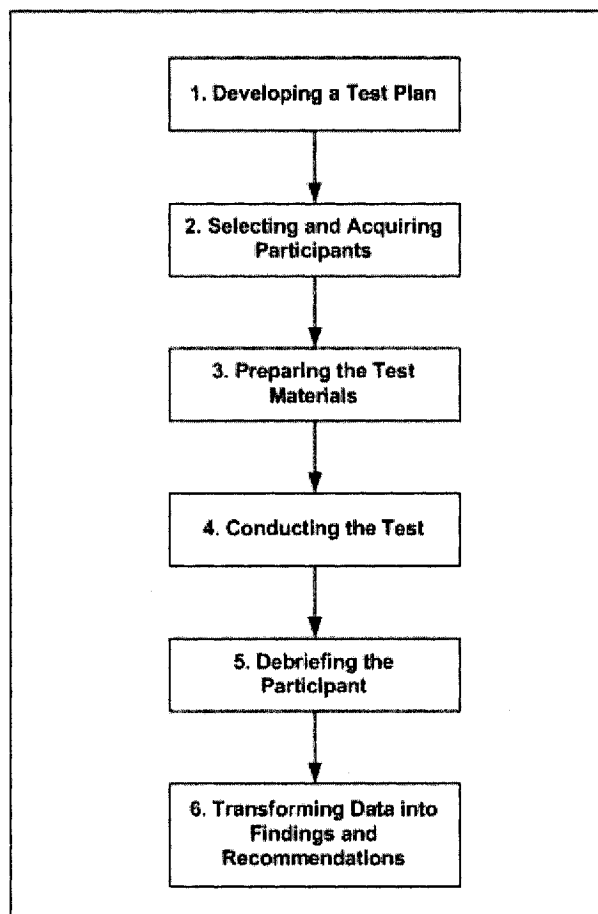 1. Developing a Test Plan
2. Selecting and Acquiring
Participants
3. Preparing the Test
Materials
4. Conducting the Test
5. Debriefing the
Participant
6. Transforming Data into
Findings and
Recommendations